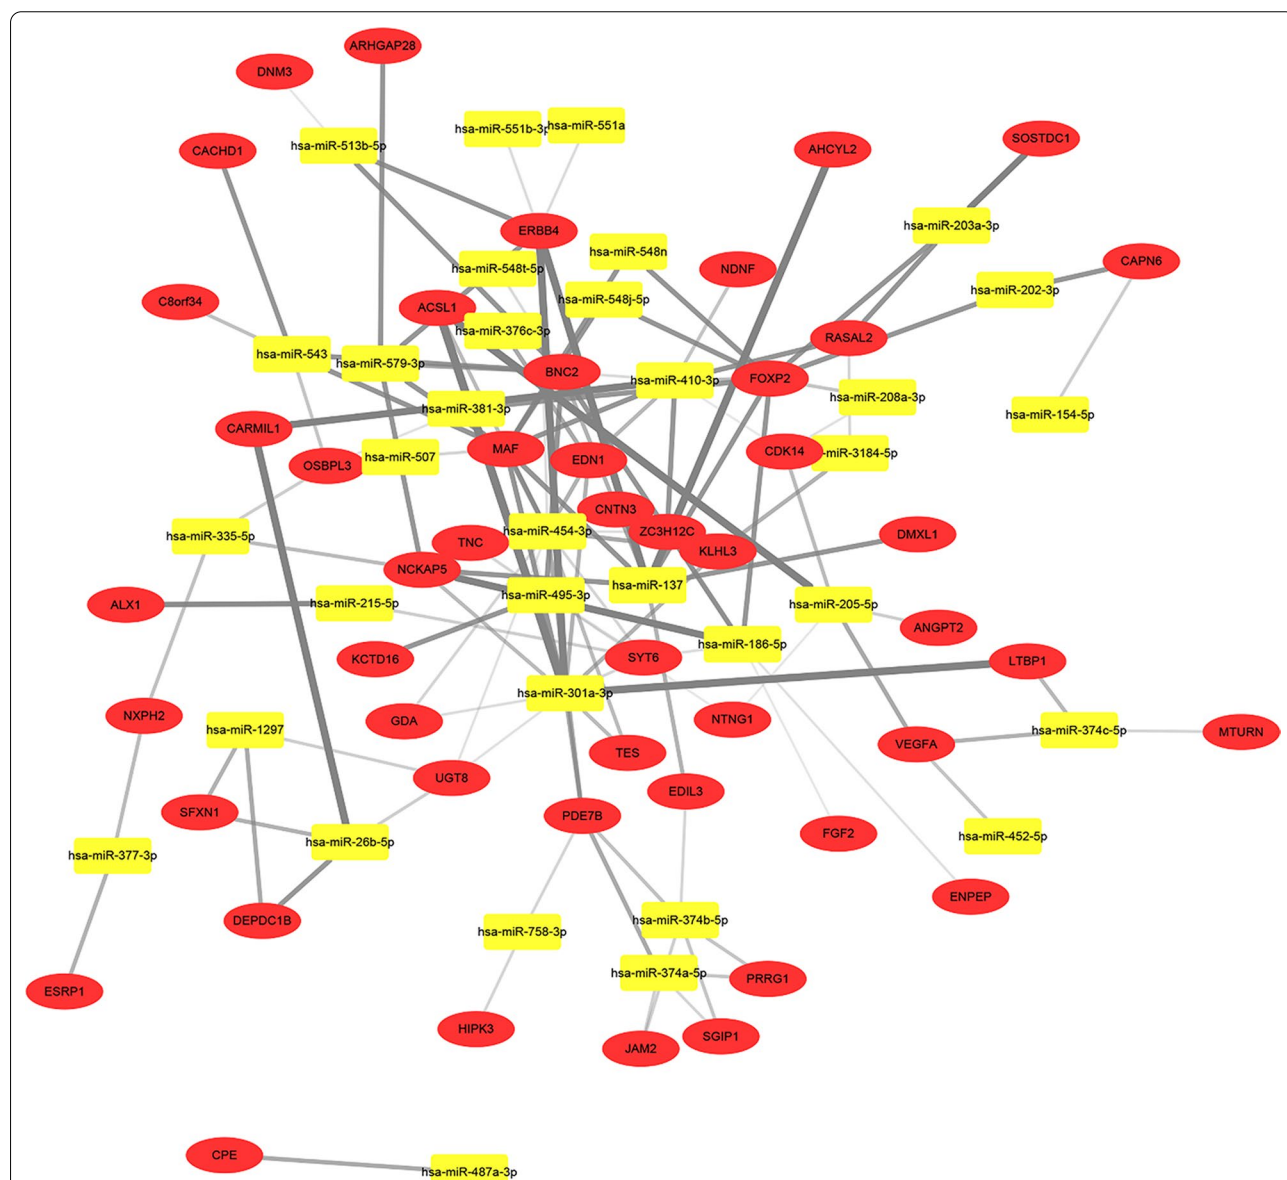 ARHGAP28
DNM3
hsa-miR-551b-3p
hsa-miR-551a
SOSTDC1
hsa-miR-513b-5p
CACHD1
AHCYL2
hsa-miR-203a-3p
ERBB4
hsa-miR-548n
CAPN6
hsa-miR-548t-5p
NDNF
hsa-miR-202-3p
C8orf34
ACSL1
hsa-miR-548j-5p
hsa-miR-376c-3p
RASAL2
hsa-miR-543
hsa-miR-579-3p
BNC2
hsa-miR-410-3p
FOXP2
hsa-miR-208a-3p
hsa-miR-381-3p
hsa-miR-154-5p
CARMIL1
MAF
CDK14
-miR-3184-5p
OSBPL3
hsa-miR-507
EDN1
CNTN3
hsa-miR-335-5p
hsa-miR-454-3p
ZC3H12C
DMXL1
TNC
KLHL3
NCKAP5
hsa-miR-137
ALX1
hsa-miR-215-5p
hsa-miR-495-3p
hsa-miR-205-5p
ANGPT2
hsa-miR-186-5p
KCTD16
SYT6
LTBP1
hsa-miR-301a-3p
NXPH2
GDA
NTNG1
hsa-miR-1297
hsa-miR-374c-5p
MTURN
VEGFA
TES
UGT8
EDIL3
SFXN1
PDE7B
FGF2
hsa-miR-452-5p
hsa-miR-26b-5p
hsa-miR-377-3p
ENPEP
DEPDC1B
hsa-miR-374b-5p
hsa-miR-758-3p
hsa-miR-374a-5p
PRRG1
ESRP1
HIPK3
SGIP1
JAM2
CPE
hsa-miR-487a-3p